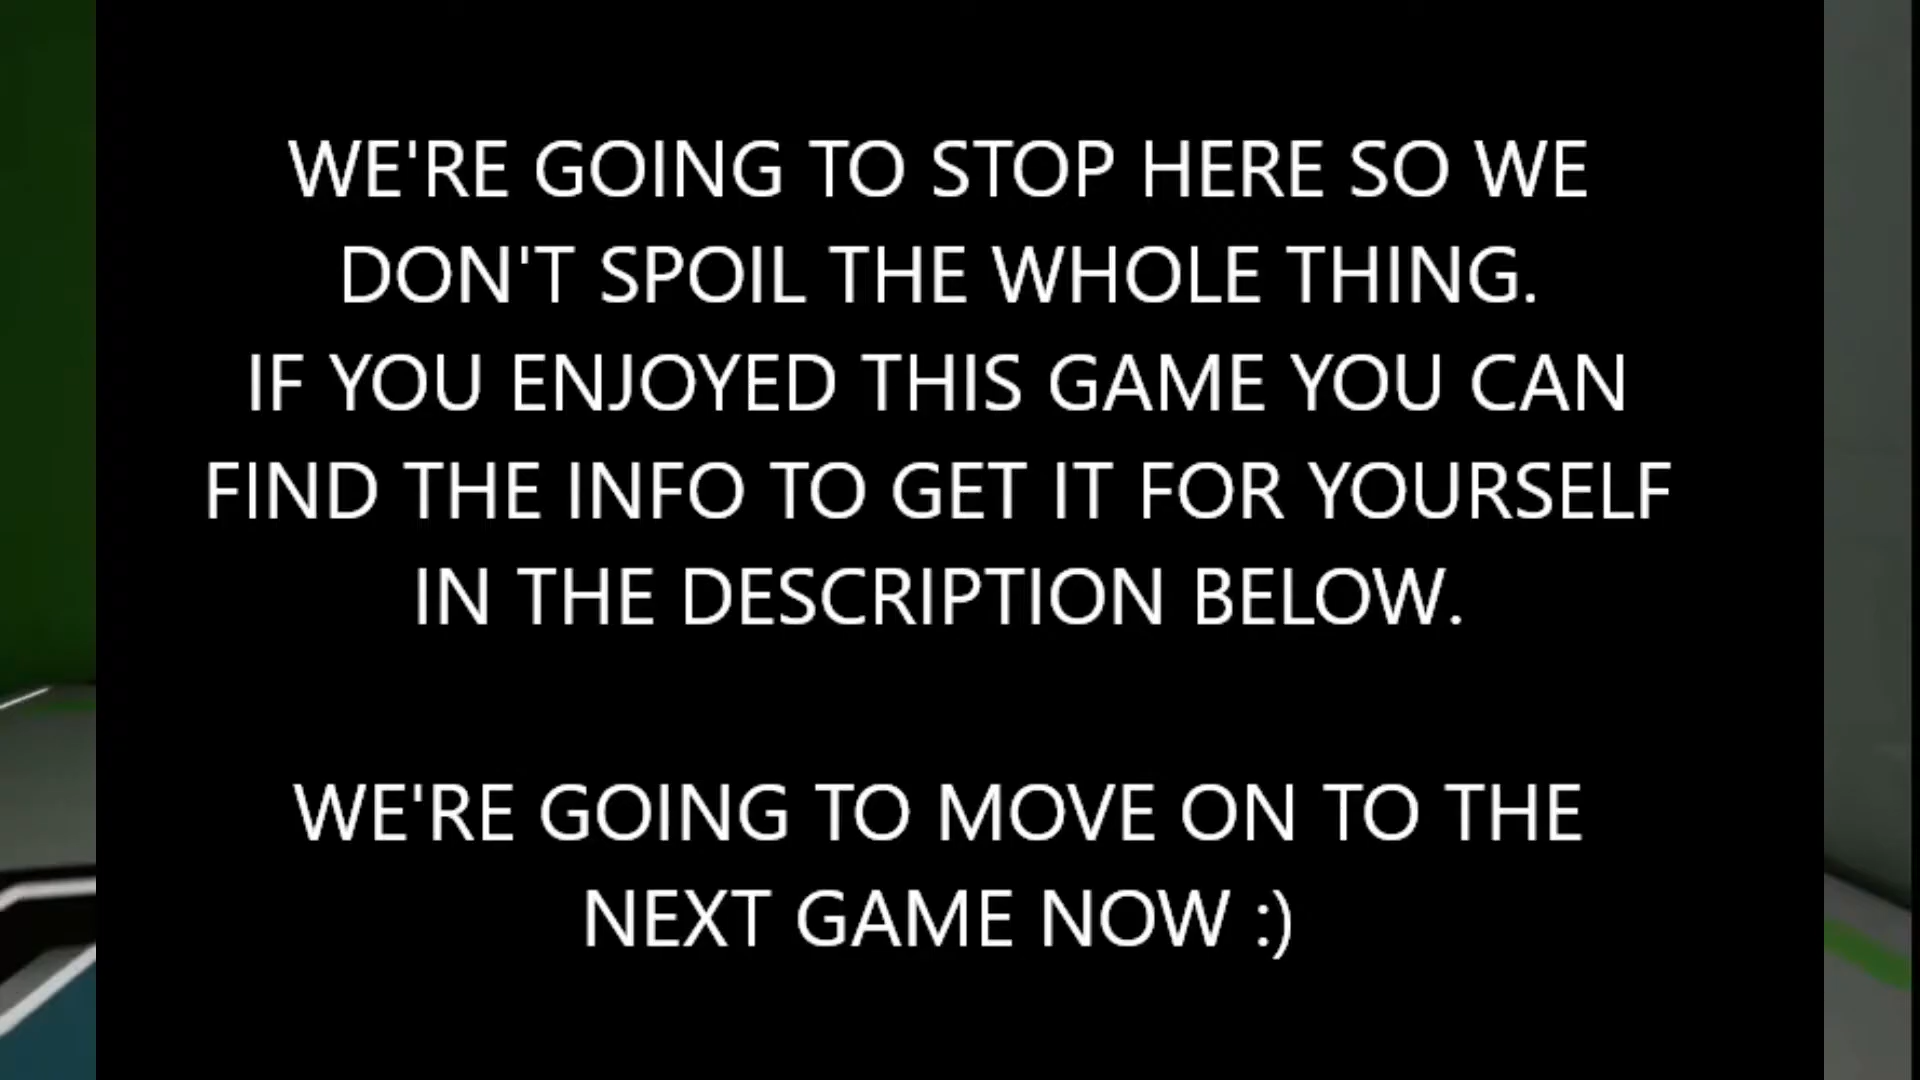 WE'RE GOING TO STOP HERE SO WE
DON'T SPOIL THE WHOLE THING.
IF YOU ENJOYED THIS GAME YOU CAN
FIND THE INFO TO GET IT FOR YOURSELF
IN THE DESCRIPTION BELOW.
WE'RE GOING TO MOVE ON TO THE
NEXT GAME NOW :)